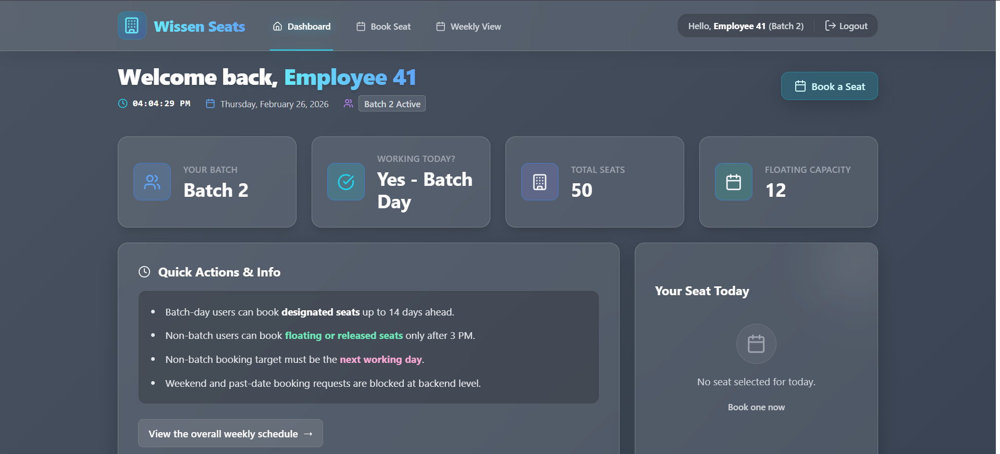 Wissen Seats
Dashboard
Book Seat
Weekly View
Hello, Employee 41 (Batch 2)
Logout
Welcome back, Employee 41
04:04:29 PM
Thursday, February 26, 2026
Batch 2 Active
Book a Seat
YOUR BATCH
Batch 2
WORKING TODAY?
Yes - Batch
Day
TOTAL SEATS
50
FLOATING CAPACITY
12
Quick Actions & Info
• Batch-day users can book designated seats up to 14 days ahead.
• Non-batch users can book floating or released seats only after 3 PM.
• Non-batch booking target must be the next working day.
• Weekend and past-date booking requests are blocked at backend level.
View the overall weekly schedule →
Your Seat Today
No seat selected for today.
Book one now